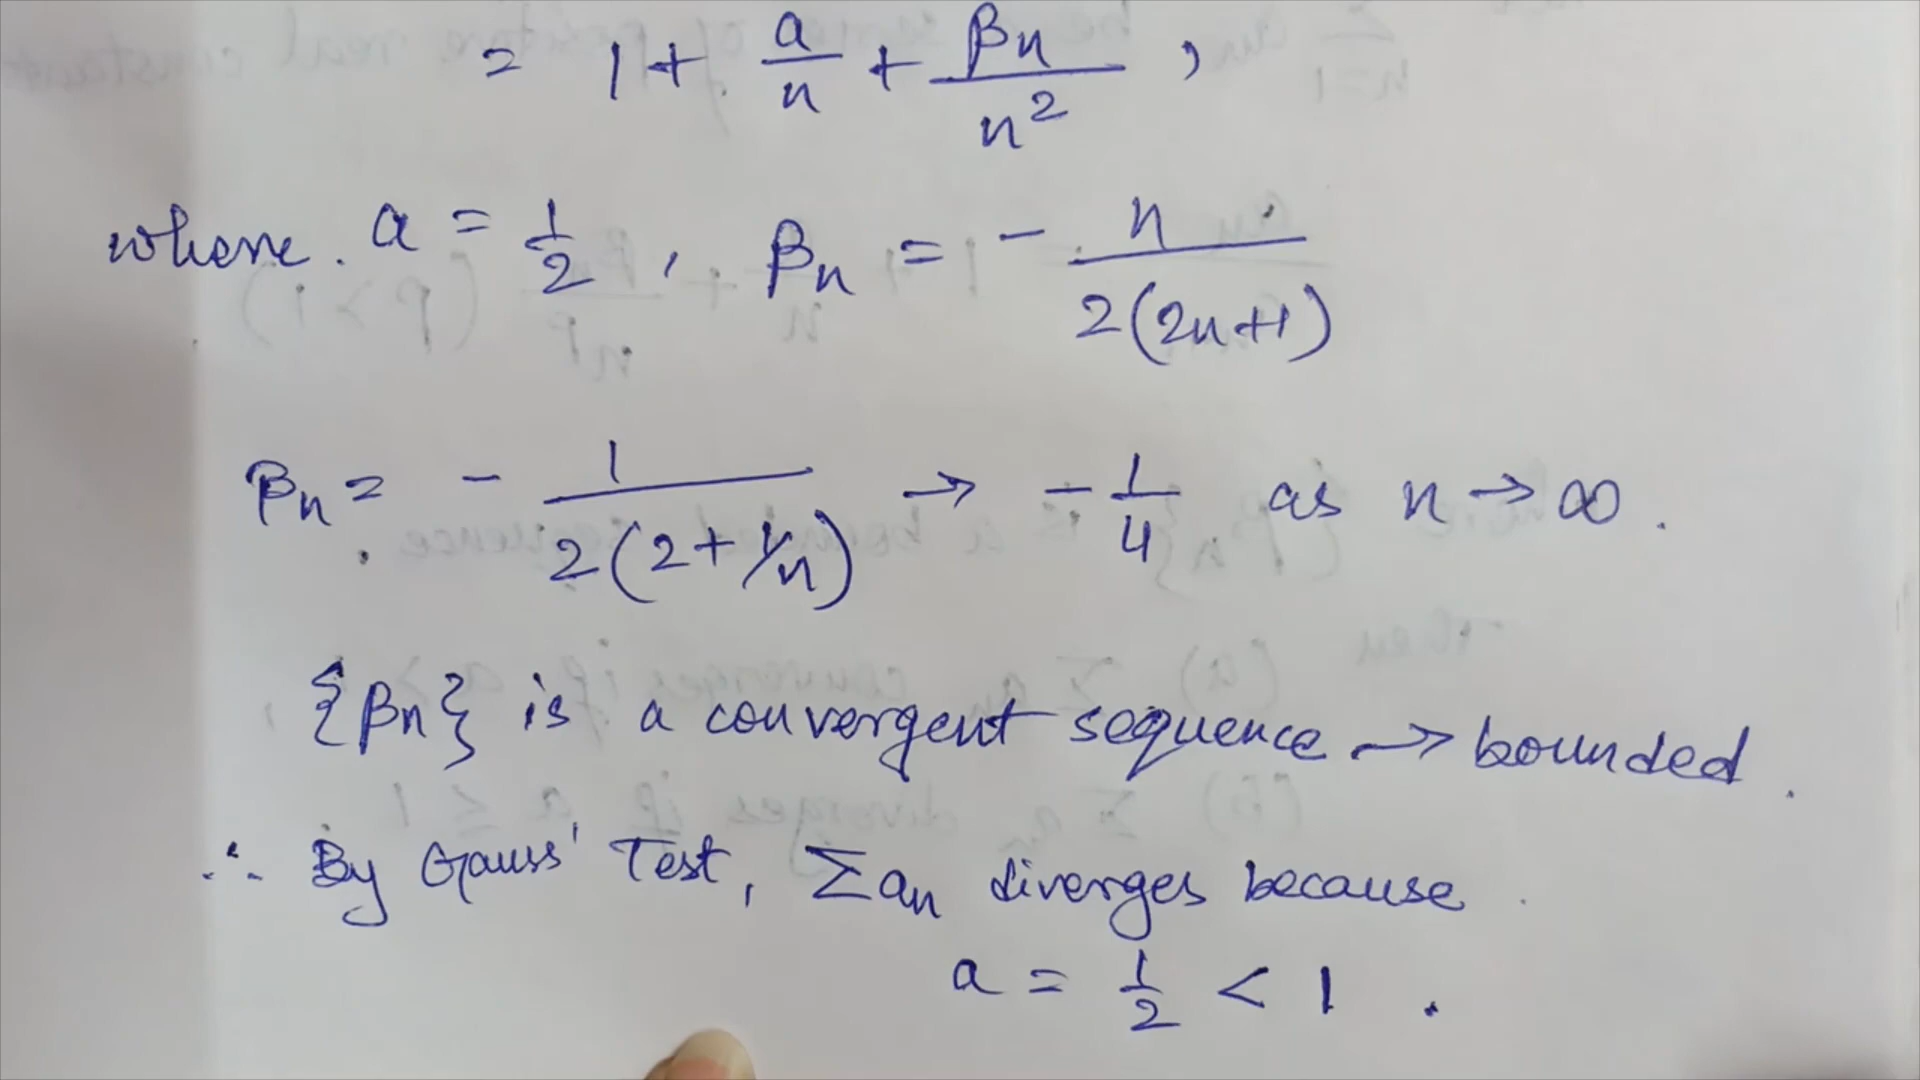 = 1 + a/n + βn/n²,
where. a = 1/2, βn = - n/2(2n+1)
βn = - 1/2(2+1/n) → -1/4 as n → ∞.
{βn} is a convergent sequence → bounded.
∴ By Gauss' Test, Σan diverges because
a = 1/2 < 1.